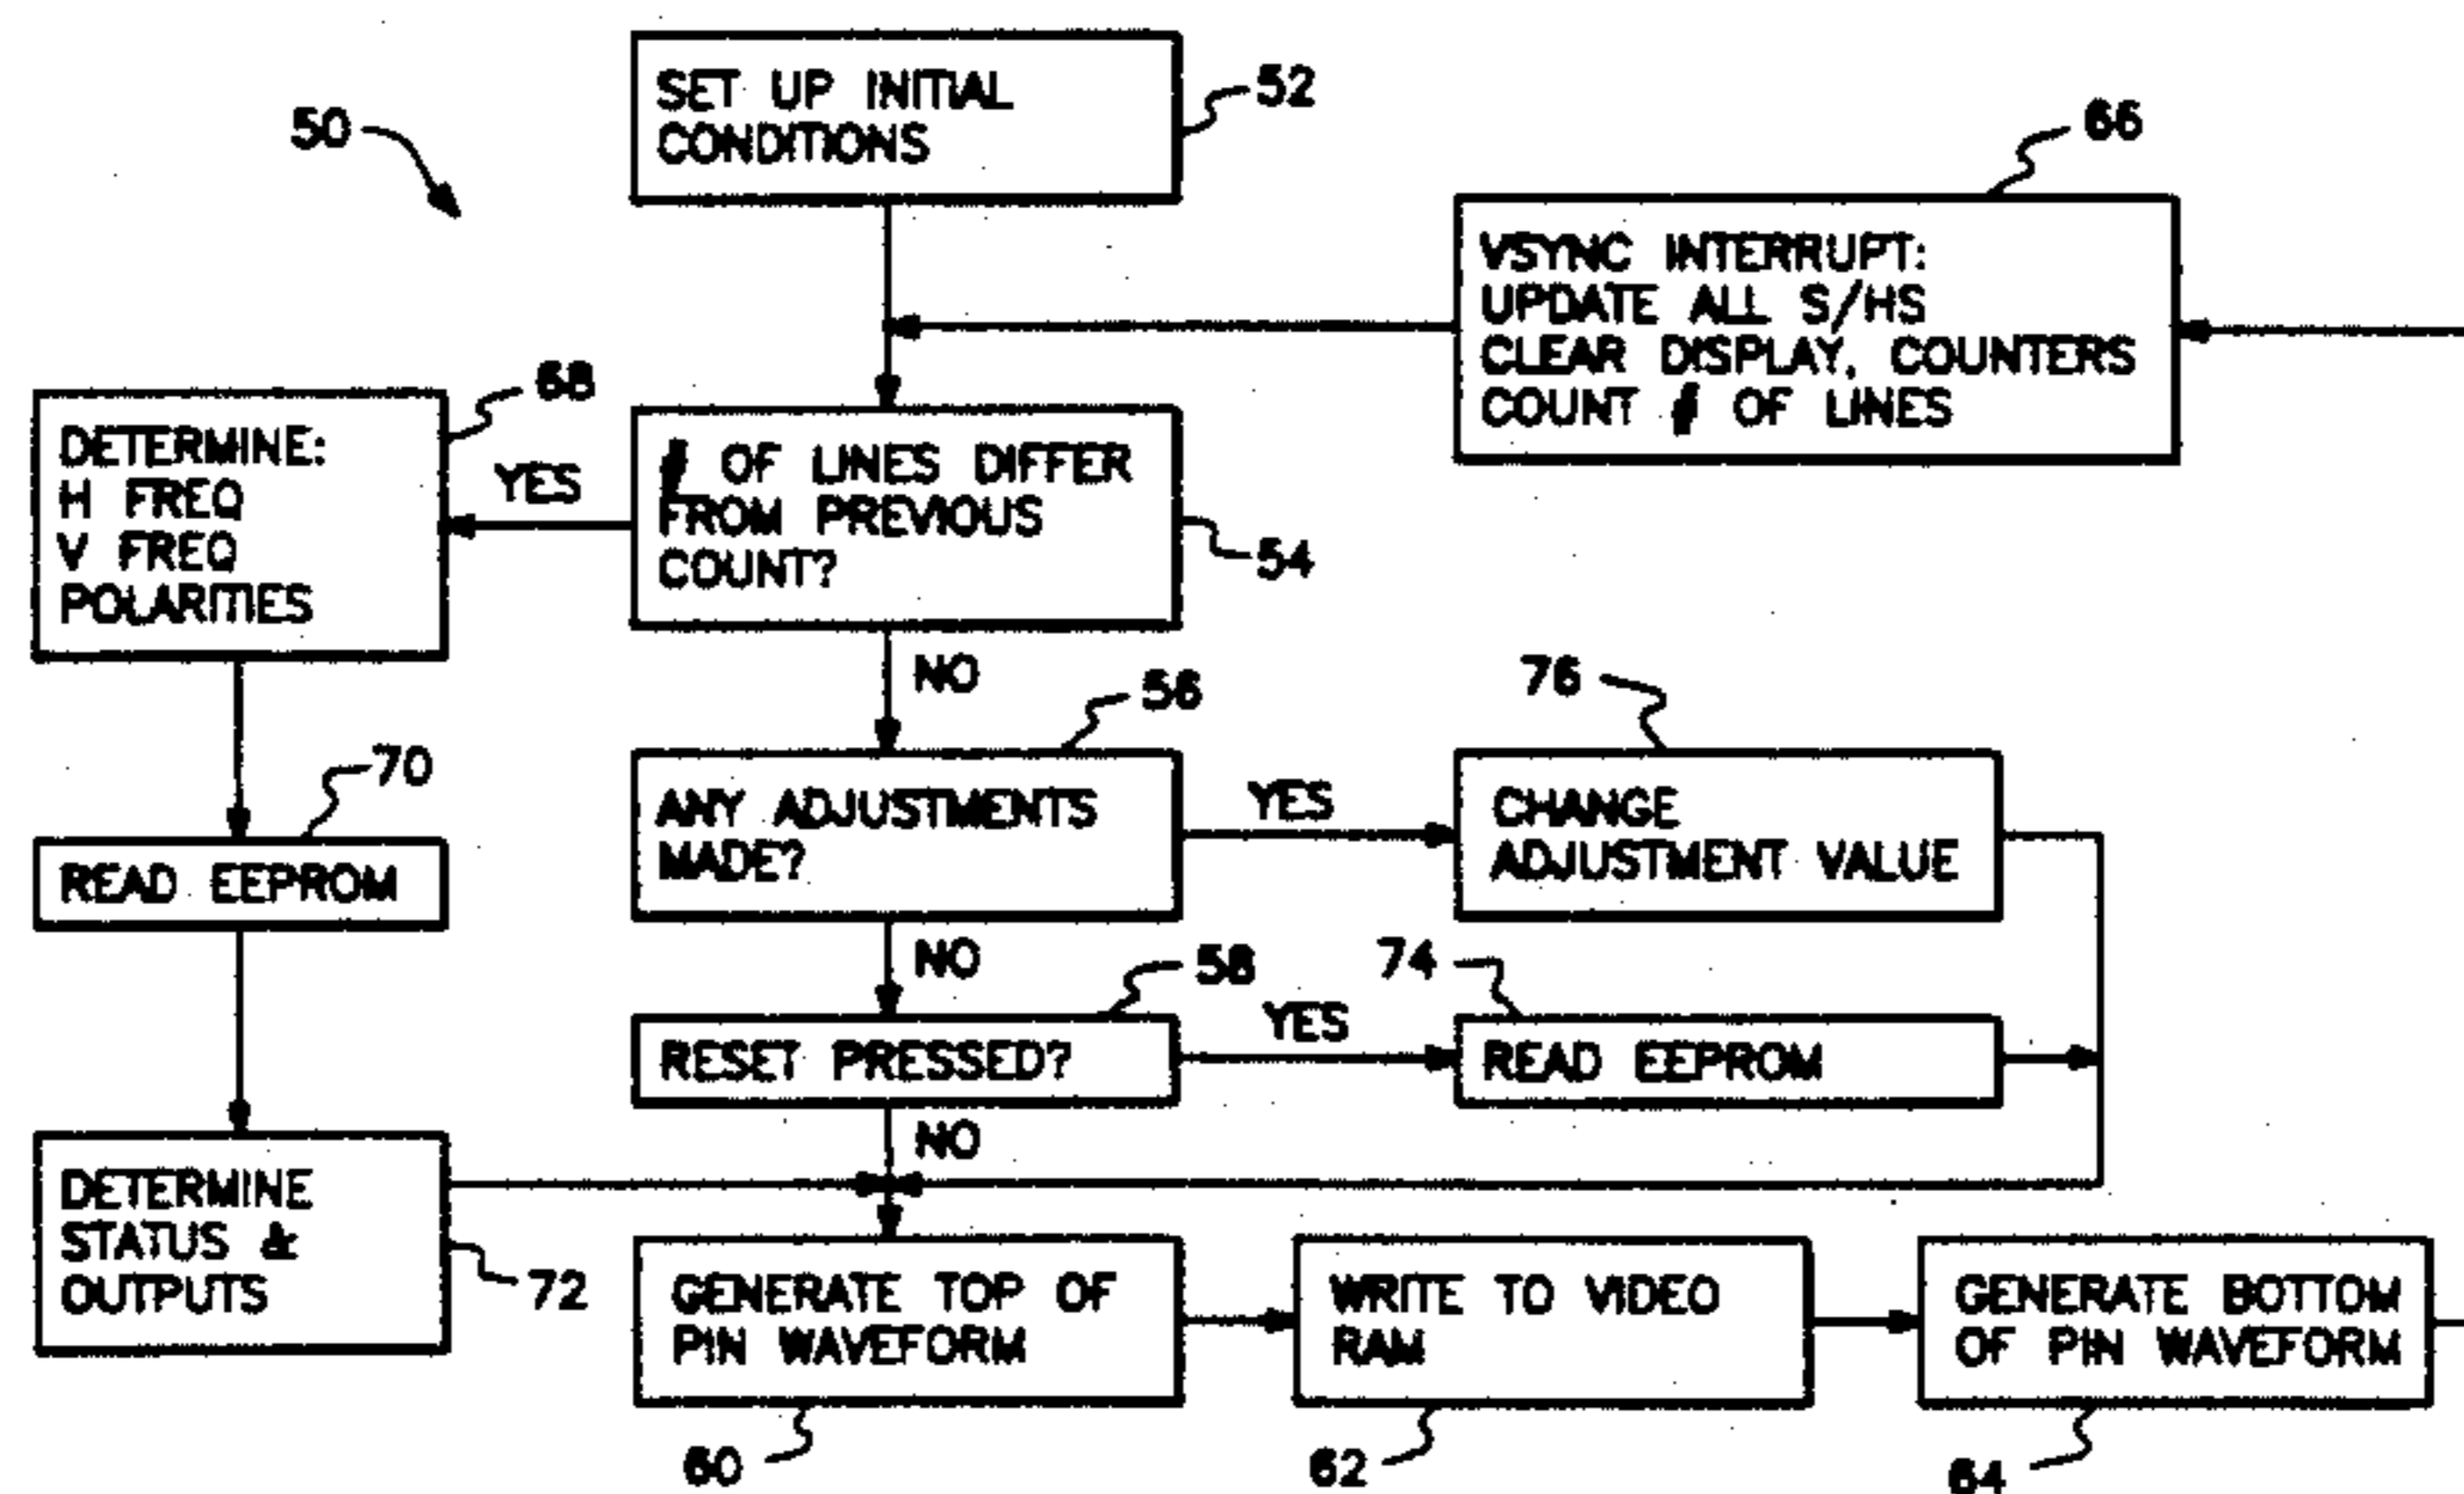 50
SET UP INITIAL
CONDITIONS
52
66
VSYNC INTERRUPT:
UPDATE ALL S/HS
CLEAR DISPLAY, COUNTERS
COUNT # OF LINES
68
DETERMINE:
H FREQ
V FREQ
POLARITIES
YES
# OF LINES DIFFER
FROM PREVIOUS
COUNT?
54
NO
56
76
70
ANY ADJUSTMENTS
MADE?
YES
CHANGE
ADJUSTMENT VALUE
READ EEPROM
NO
58
74
RESET PRESSED?
YES
READ EEPROM
NO
DETERMINE
STATUS &
OUTPUTS
72
GENERATE TOP OF
PIN WAVEFORM
WRITE TO VIDEO
RAM
GENERATE BOTTOM
OF PIN WAVEFORM
60
62
64